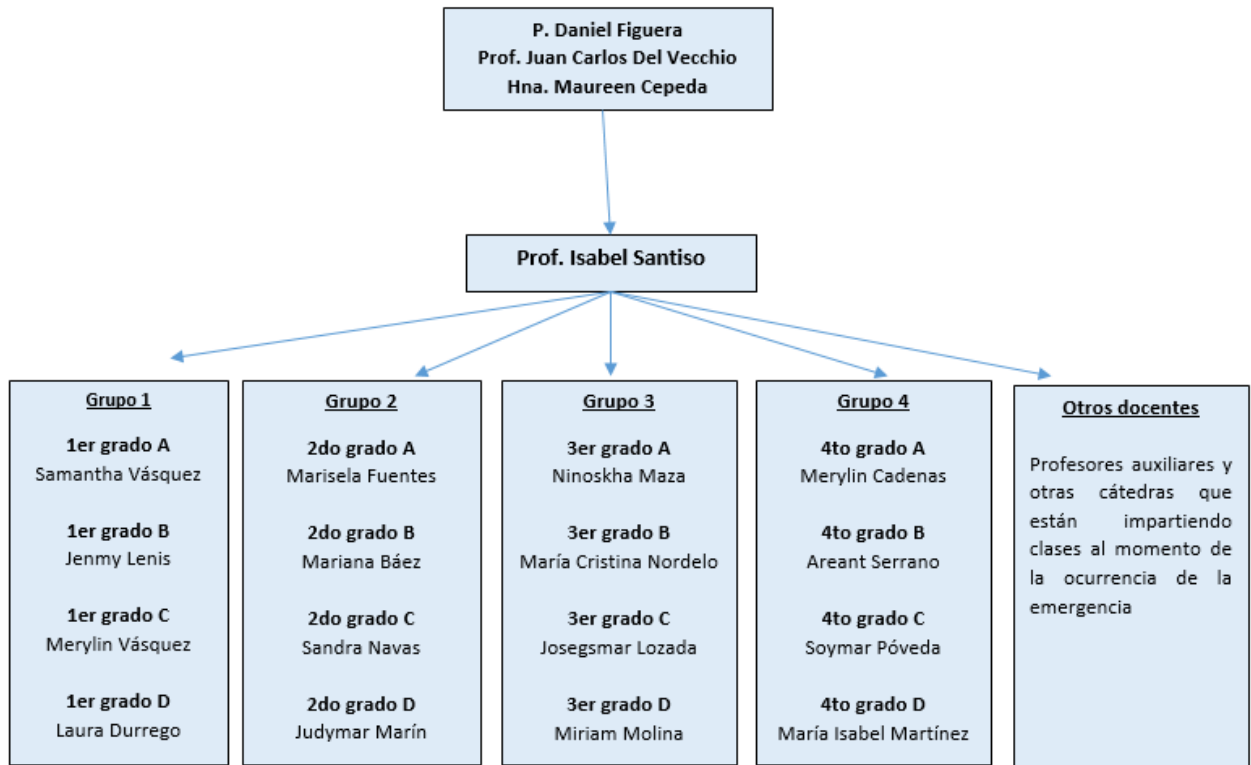 P. Daniel Figuera
Prof. Juan Carlos Del Vecchio
Hna. Maureen Cepeda
Prof. Isabel Santiso
Grupo 1
1er grado A
Samantha Vásquez
1er grado B
Jenmy Lenis
1er grado C
Merylin Vásquez
1er grado D
Laura Durrego
Grupo 2
2do grado A
Marisela Fuentes
2do grado B
Mariana Báez
2do grado C
Sandra Navas
2do grado D
Judymar Marín
Grupo 3
3er grado A
Ninoskha Maza
3er grado B
María Cristina Nordelo
3er grado C
Josegsmar Lozada
3er grado D
Miriam Molina
Grupo 4
4to grado A
Merylin Cadenas
4to grado B
Areant Serrano
4to grado C
Soymar Póveda
4to grado D
María Isabel Martínez
Otros docentes
Profesores auxiliares y
otras cátedras que
están impartiendo
clases al momento de
la ocurrencia de la
emergencia